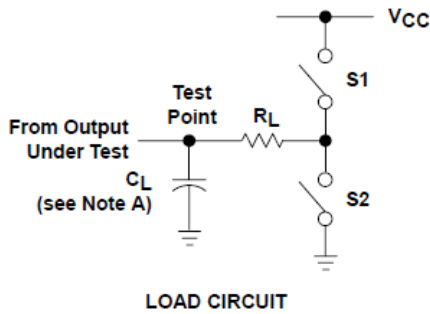 VCC
S1
Test
Point
RL
From Output
Under Test
CL
(see Note A)
S2
LOAD CIRCUIT